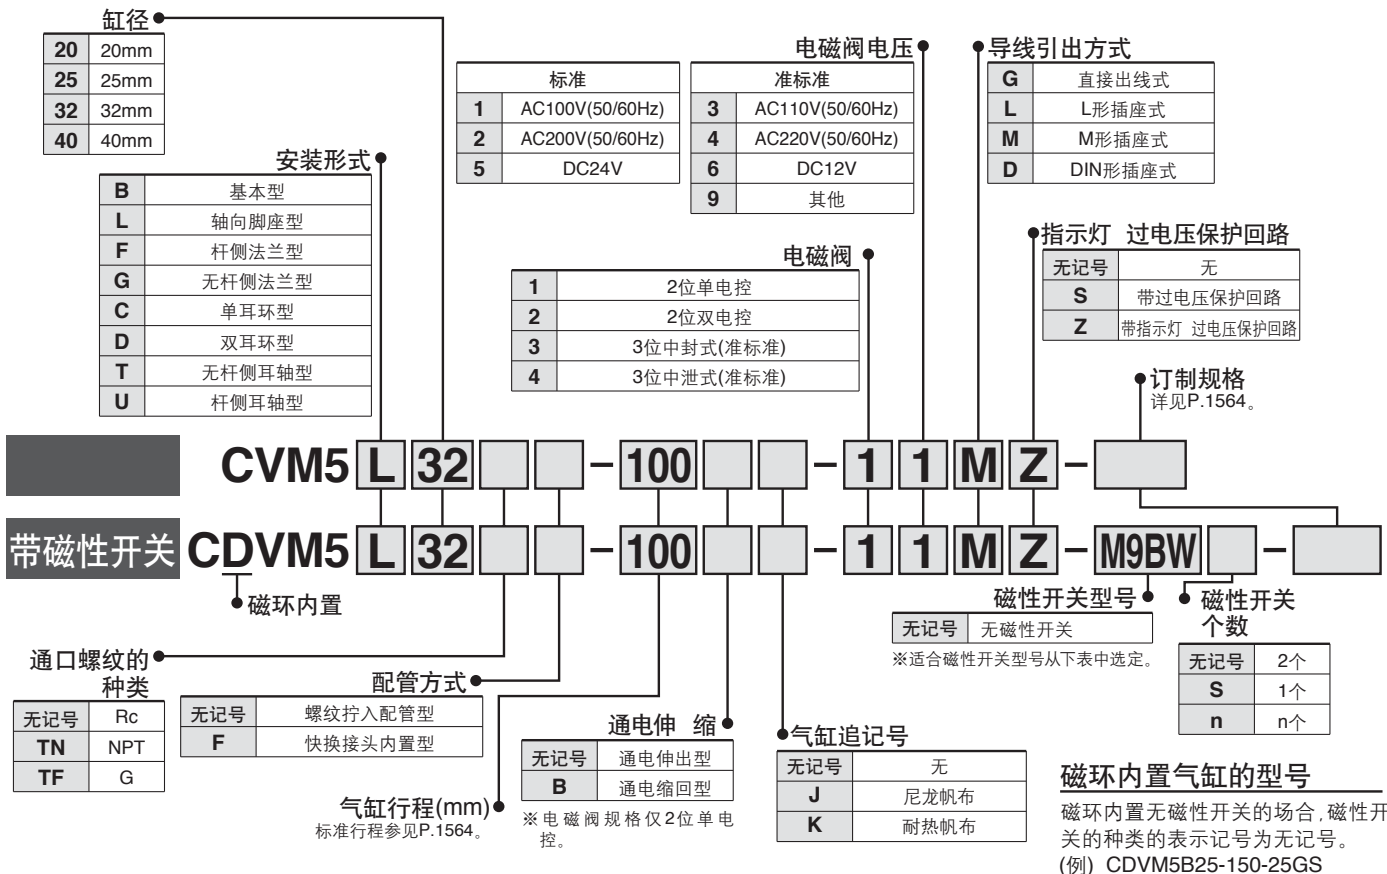 缸径
20 20mm
25 25mm
32 32mm
40 40mm
安装形式
B 基本型
L 轴向脚座型
F 杆侧法兰型
G 无杆侧法兰型
C 单耳环型
D 双耳环型
T 无杆侧耳轴型
U 杆侧耳轴型
电磁阀电压
标准
1 AC100V(50/60Hz)
2 AC200V(50/60Hz)
5 DC24V
准标准
3 AC110V(50/60Hz)
4 AC220V(50/60Hz)
6 DC12V
9 其他
导线引出方式
G 直接出线式
L L形插座式
M M形插座式
D DIN形插座式
电磁阀
1 2位单电控
2 2位双电控
3 3位中封式(准标准)
4 3位中泄式(准标准)
指示灯 过电压保护回路
无记号 无
S 带过电压保护回路
Z 带指示灯 过电压保护回路
订制规格
详见P.1564。
CVM5 L 32 – 100 – 1 1 M Z –
带磁性开关 CDVM5 L 32 – 100 – 1 1 M Z – M9BW –
磁环内置
通口螺纹的
种类
无记号 Rc
TN NPT
TF G
配管方式
无记号 螺纹拧入配管型
F 快换接头内置型
气缸行程(mm)
标准行程参见P.1564。
通电伸 缩
无记号 通电伸出型
B 通电缩回型
※电磁阀规格仅2位单电
控。
气缸追记号
无记号 无
J 尼龙帆布
K 耐热帆布
磁性开关型号
无记号 无磁性开关
※适合磁性开关型号从下表中选定。
磁性开关
个数
无记号 2个
S 1个
n n个
磁环内置气缸的型号
磁环内置无磁性开关的场合,磁性开
关的种类的表示记号为无记号。
(例) CDVM5B25-150-25GS